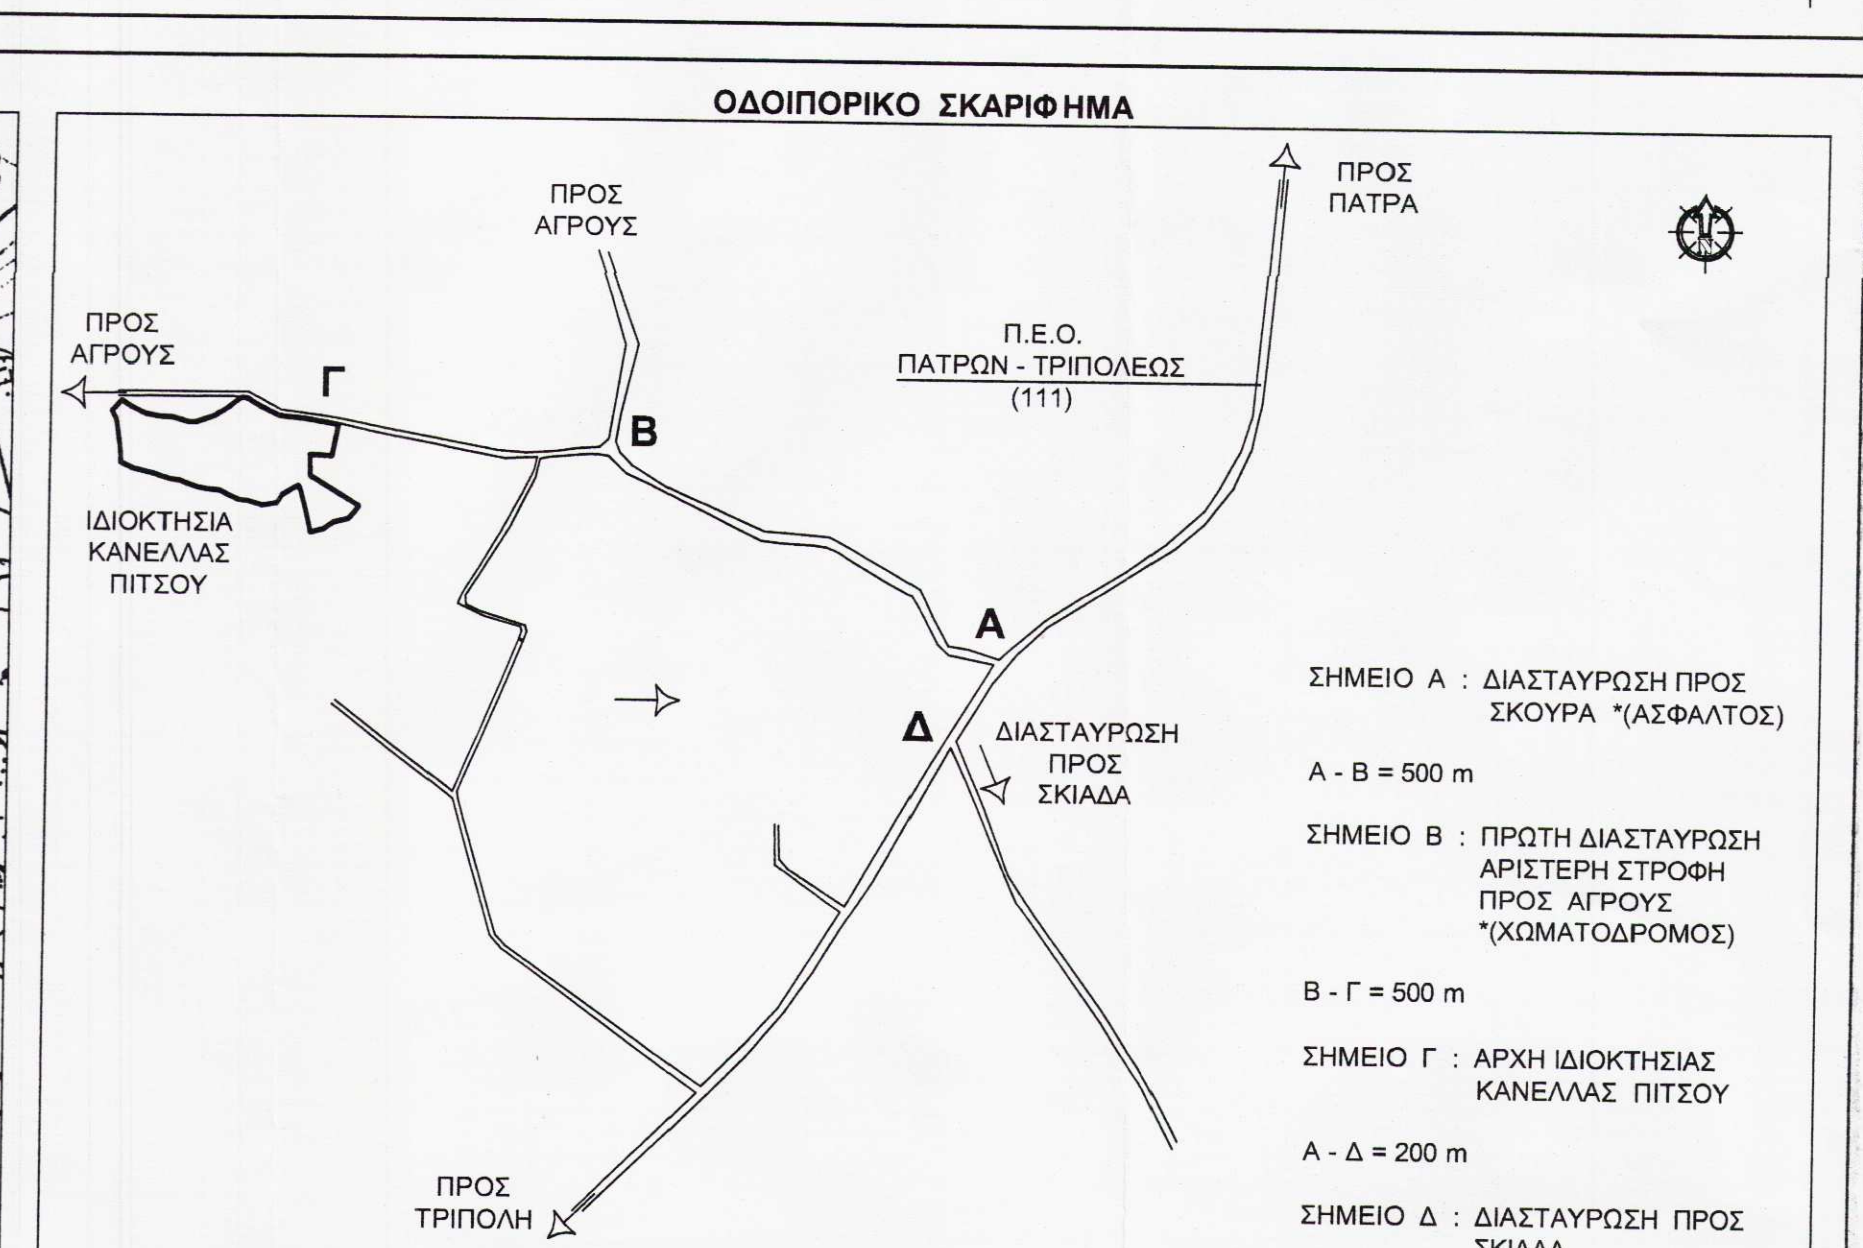 ΟΔΟΙΠΟΡΙΚΟ ΣΚΑΡΙΦΗΜΑ
ΠΡΟΣ
ΠΑΤΡΑ
ΠΡΟΣ
ΑΓΡΟΥΣ
N
ΠΡΟΣ
ΑΓΡΟΥΣ
Γ
Β
Π.Ε.Ο.
ΠΑΤΡΩΝ - ΤΡΙΠΟΛΕΩΣ
(111)
ΙΔΙΟΚΤΗΣΙΑ
ΚΑΝΕΛΛΑΣ
ΠΙΤΣΟΥ
Α
Δ
ΔΙΑΣΤΑΥΡΩΣΗ
ΠΡΟΣ
ΣΚΙΑΔΑ
ΠΡΟΣ
ΤΡΙΠΟΛΗ
ΣΗΜΕΙΟ Α : ΔΙΑΣΤΑΥΡΩΣΗ ΠΡΟΣ
ΣΚΟΥΡΑ *(ΑΣΦΑΛΤΟΣ)
Α - Β = 500 m
ΣΗΜΕΙΟ Β : ΠΡΩΤΗ ΔΙΑΣΤΑΥΡΩΣΗ
ΑΡΙΣΤΕΡΗ ΣΤΡΟΦΗ
ΠΡΟΣ ΑΓΡΟΥΣ
*(ΧΩΜΑΤΟΔΡΟΜΟΣ)
Β - Γ = 500 m
ΣΗΜΕΙΟ Γ : ΑΡΧΗ ΙΔΙΟΚΤΗΣΙΑΣ
ΚΑΝΕΛΛΑΣ ΠΙΤΣΟΥ
Α - Δ = 200 m
ΣΗΜΕΙΟ Δ : ΔΙΑΣΤΑΥΡΩΣΗ ΠΡΟΣ
ΣΚΙΑΔΑ